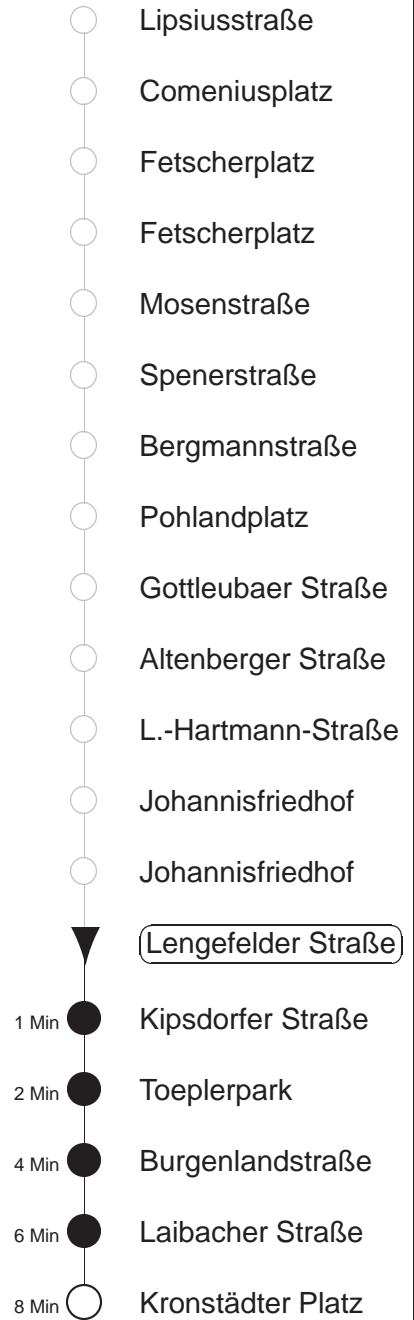 Lipsiusstraße
Comeniusplatz
Fetscherplatz
Fetscherplatz
Mosenstraße
Spenerstraße
Bergmannstraße
Pohlandplatz
Gottleubaer Straße
Altenberger Straße
L.-Hartmann-Straße
Johannisfriedhof
Johannisfriedhof
Lengefelder Straße
1 Min Kipsdorfer Straße
2 Min Toeplerpark
4 Min Burgenlandstraße
6 Min Laibacher Straße
8 Min Kronstädter Platz